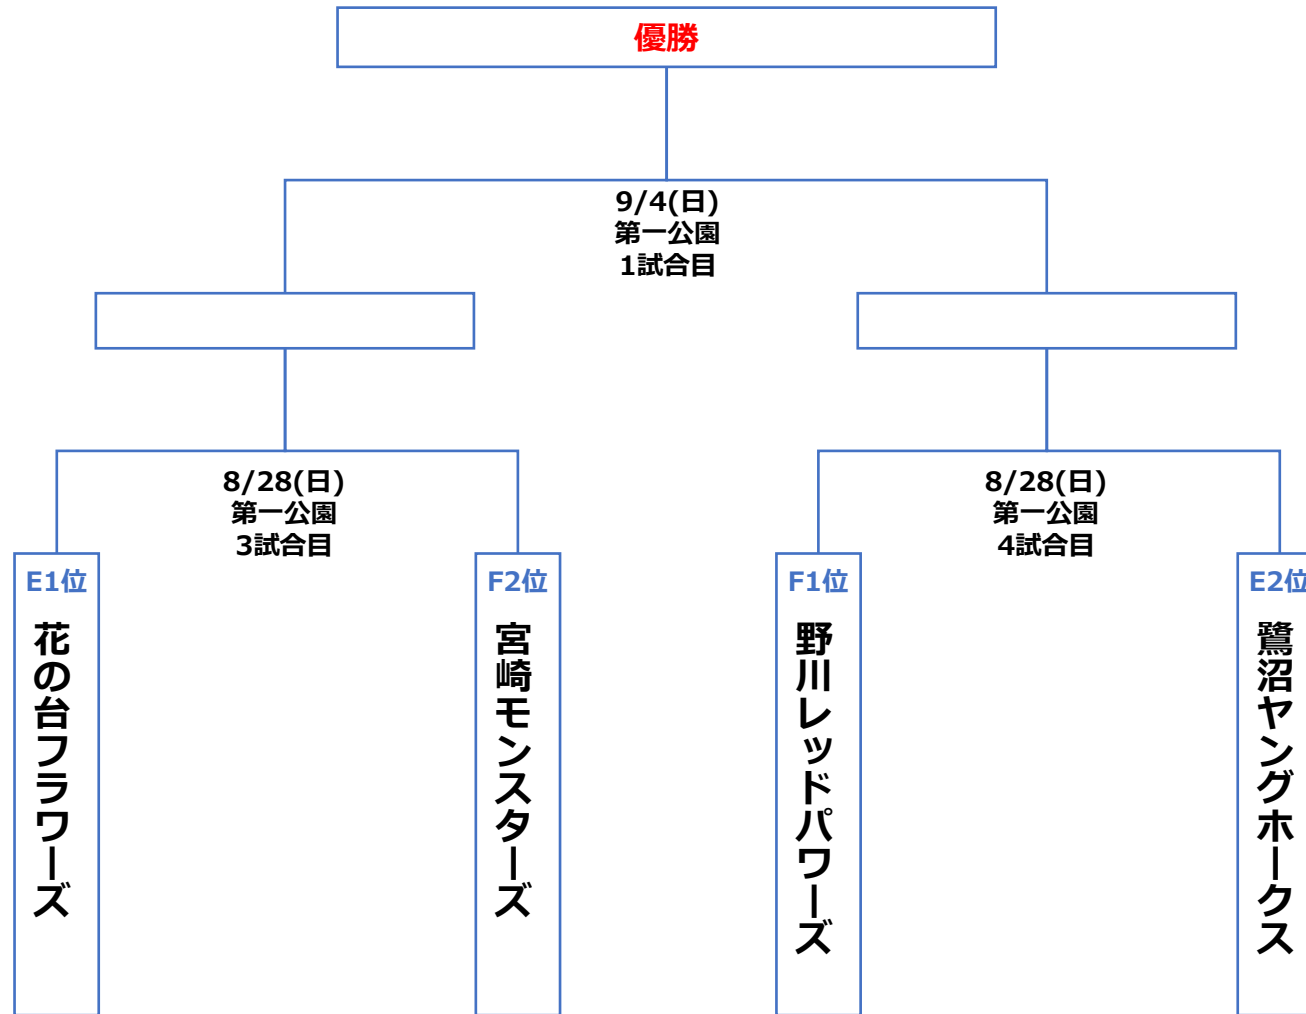 優勝
9/4(日)
第一公園
1試合目
8/28(日)
第一公園
3試合目
8/28(日)
第一公園
4試合目
E1位
花の台フラワーズ
F2位
宮崎モンスターズ
F1位
野川レッドパワーズ
E2位
鷺沼ヤングホークス